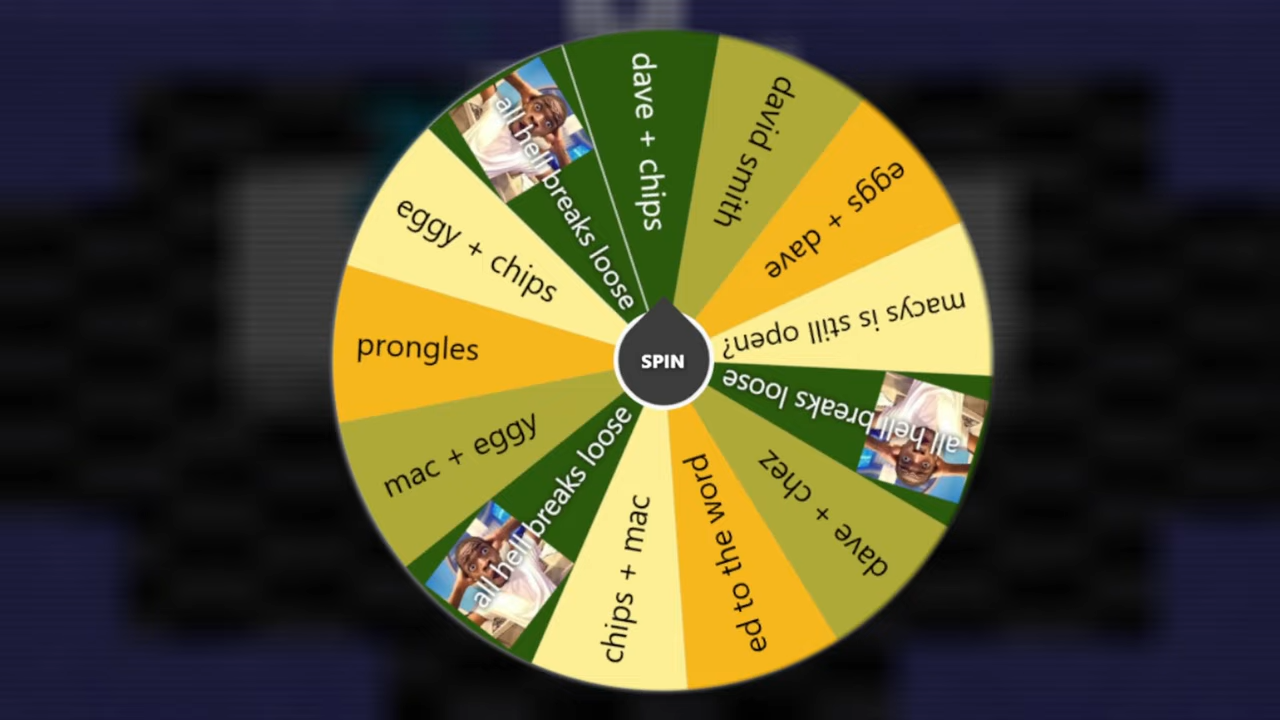 dave + chips
david smith
eggs + dave
macys is still open?
all hell breaks loose
dave + chez
ed to the word
chips + mac
all hell breaks loose
mac + eggy
prongles
eggy + chips
all hell breaks loose
SPIN